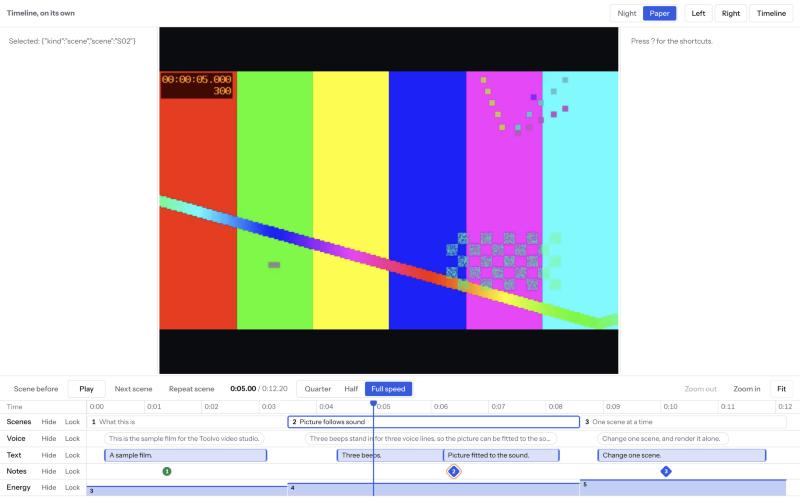 Timeline, on its own
Night Paper Left Right Timeline
Selected: {"kind":"scene","scene":"S02"}
Press ? for the shortcuts.
00:00:05.000
300
Scene before Play Next scene Repeat scene 0:05.00 / 0:12.20 Quarter Half Full speed Zoom out Zoom in Fit
Time 0:00 0:01 0:02 0:03 0:04 0:05 0:06 0:07 0:08 0:09 0:10 0:11 0:12
Scenes Hide Lock 1 What this is 2 Picture follows sound 3 One scene at a time
Voice Hide Lock This is the sample film for the Toolvo video studio. Three beeps stand in for three voice lines, so the picture can be fitted to the so... Change one scene, and render it alone.
Text Hide Lock A sample film. Three beeps. Picture fitted to the sound. Change one scene.
Notes Hide Lock 1 2 3
Energy Hide Lock 3 4 5